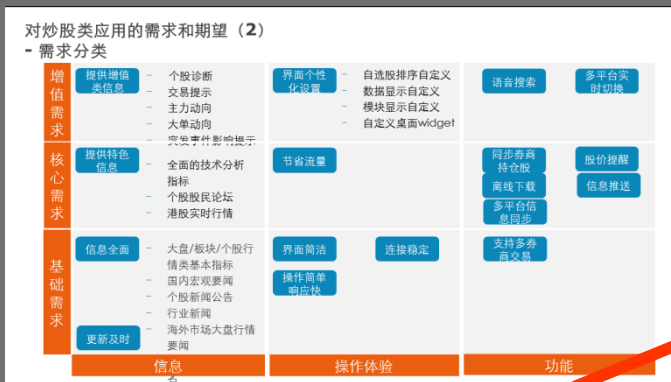 对炒股类应用的需求和期望（2）
- 需求分类
增值需求
提供增值
类信息
- 个股诊断
- 交易提示
- 主力动向
- 大单动向
- 突发事件影响提示
界面个性
化设置
- 自选股排序自定义
- 数据显示自定义
- 模块显示自定义
- 自定义桌面widget
语音搜索
多平台实
时切换
核心需求
提供特色
信息
- 全面的技术分析
指标
- 个股股民论坛
- 港股实时行情
节省流量
同步券商
持仓股
股价提醒
离线下载
信息推送
多平台信
息同步
基础需求
信息全面
- 大盘/板块/个股行
情类基本指标
- 国内宏观要闻
- 个股新闻公告
- 行业新闻
- 海外市场大盘行情
要闻
更新及时
界面简洁
连接稳定
操作简单
响应快
支持多券
商交易
信息
操作体验
功能